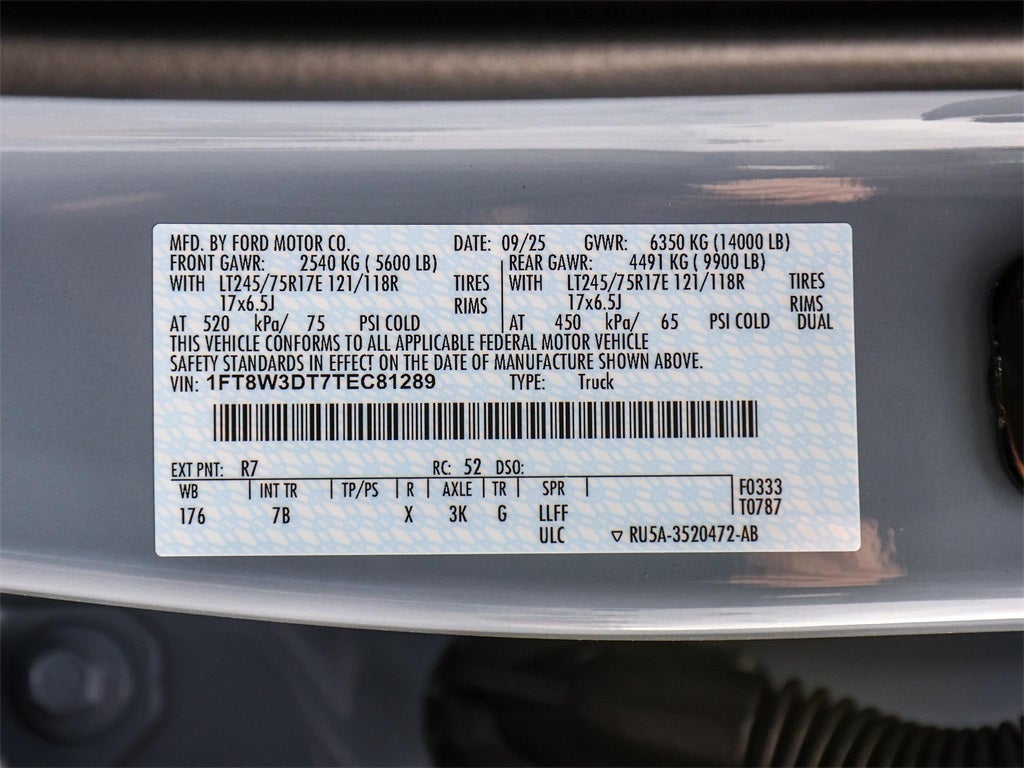 MFD. BY FORD MOTOR CO. DATE: 09/25 GVWR: 6350 KG (14000 LB)
FRONT GAWR: 2540 KG ( 5600 LB) REAR GAWR: 4491 KG ( 9900 LB)
WITH LT245/75R17E 121/118R TIRES WITH LT245/75R17E 121/118R TIRES
17x6.5J RIMS 17x6.5J RIMS
AT 520 kPa/ 75 PSI COLD AT 450 kPa/ 65 PSI COLD DUAL
THIS VEHICLE CONFORMS TO ALL APPLICABLE FEDERAL MOTOR VEHICLE
SAFETY STANDARDS IN EFFECT ON THE DATE OF MANUFACTURE SHOWN ABOVE.
VIN: 1FT8W3DT7TEC81289 TYPE: Truck
EXT PNT: R7 RC: 52 DSO:
WB INT TR TP/PS R AXLE TR SPR F0333
176 7B X 3K G LLFF T0787
ULC ▽ RU5A-3520472-AB